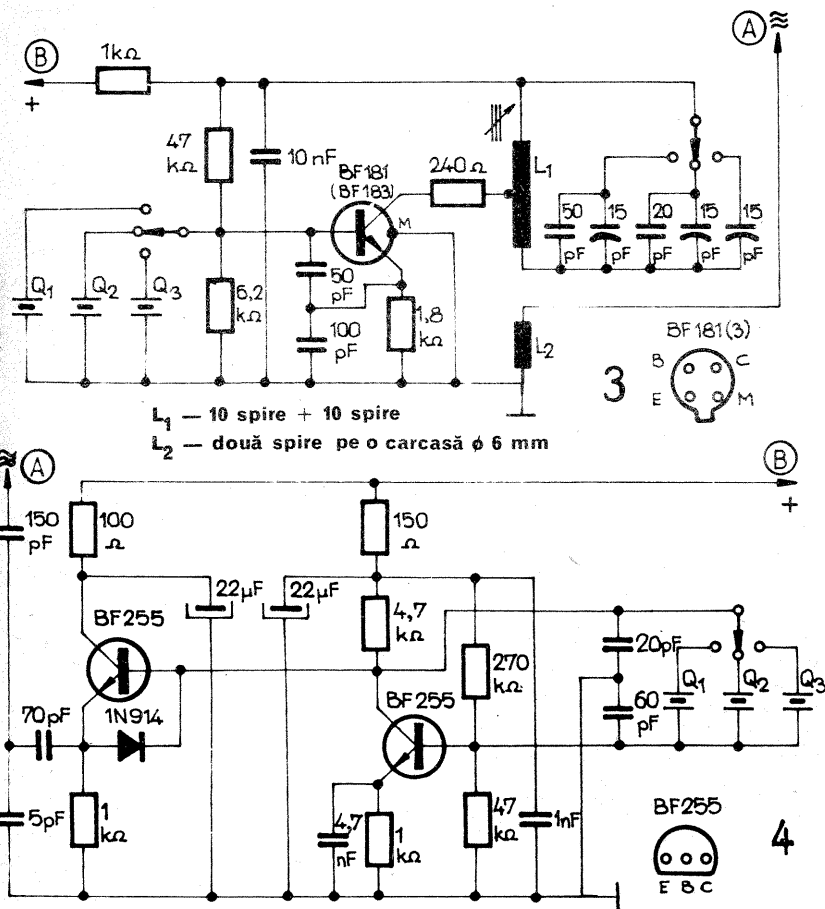 B
+
1kΩ
A
47 kΩ
10 nF
BF181
(BF183)
M
240 Ω
L1
50 pF
15 pF
20 pF
15 pF
15 pF
Q1
Q2
Q3
6,2 kΩ
50 pF
100 pF
1,8 kΩ
L2
3
BF181(3)
B
C
E
M
L1 — 10 spire + 10 spire
L2 — două spire pe o carcasă ϕ 6 mm
A
B
+
150 pF
100 Ω
150 Ω
22µF
22µF
BF255
4,7 kΩ
270 kΩ
20pF
60 pF
Q1
Q2
Q3
70pF
1N914
BF255
5pF
1 kΩ
4,7 nF
1 kΩ
47 kΩ
1nF
BF255
E B C
4